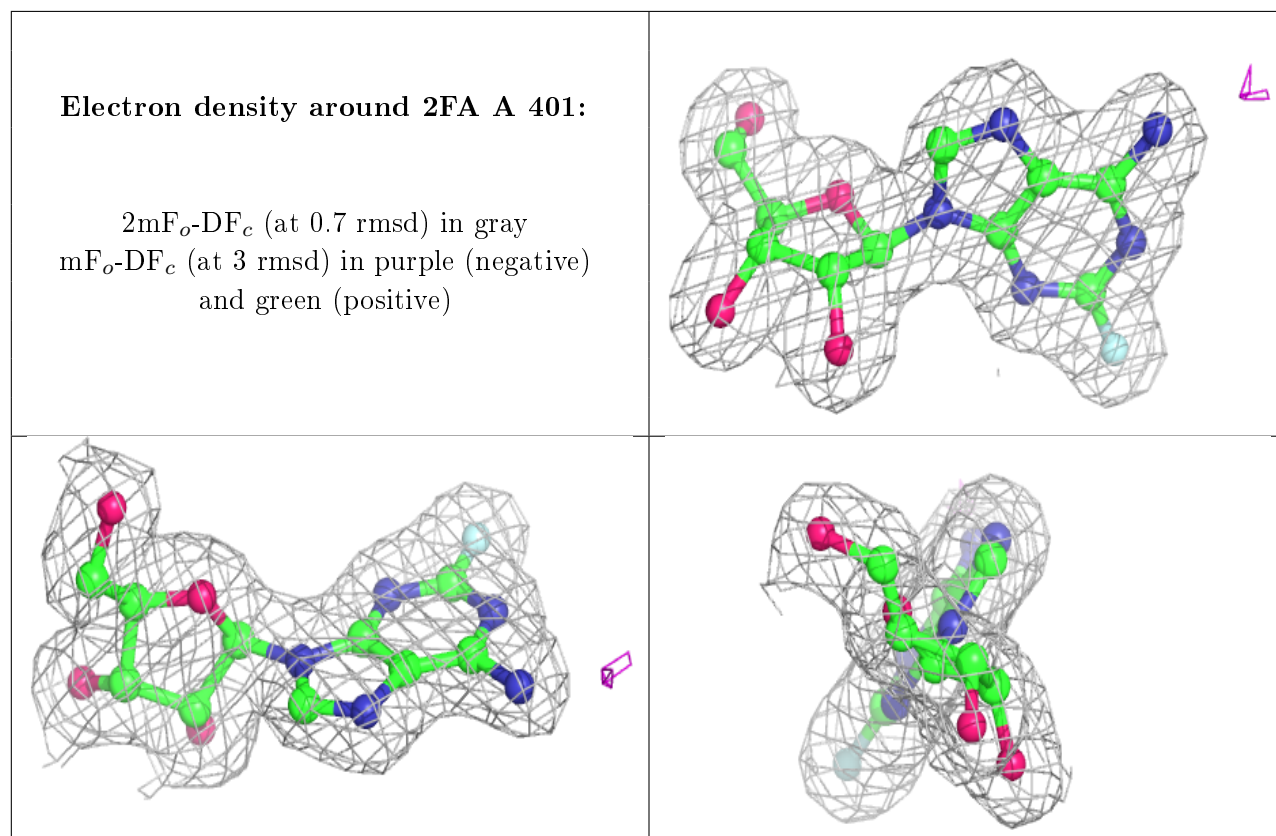 Electron density around 2FA A 401:
2mFₒ-DF𝒸 (at 0.7 rmsd) in gray
mFₒ-DF𝒸 (at 3 rmsd) in purple (negative)
and green (positive)